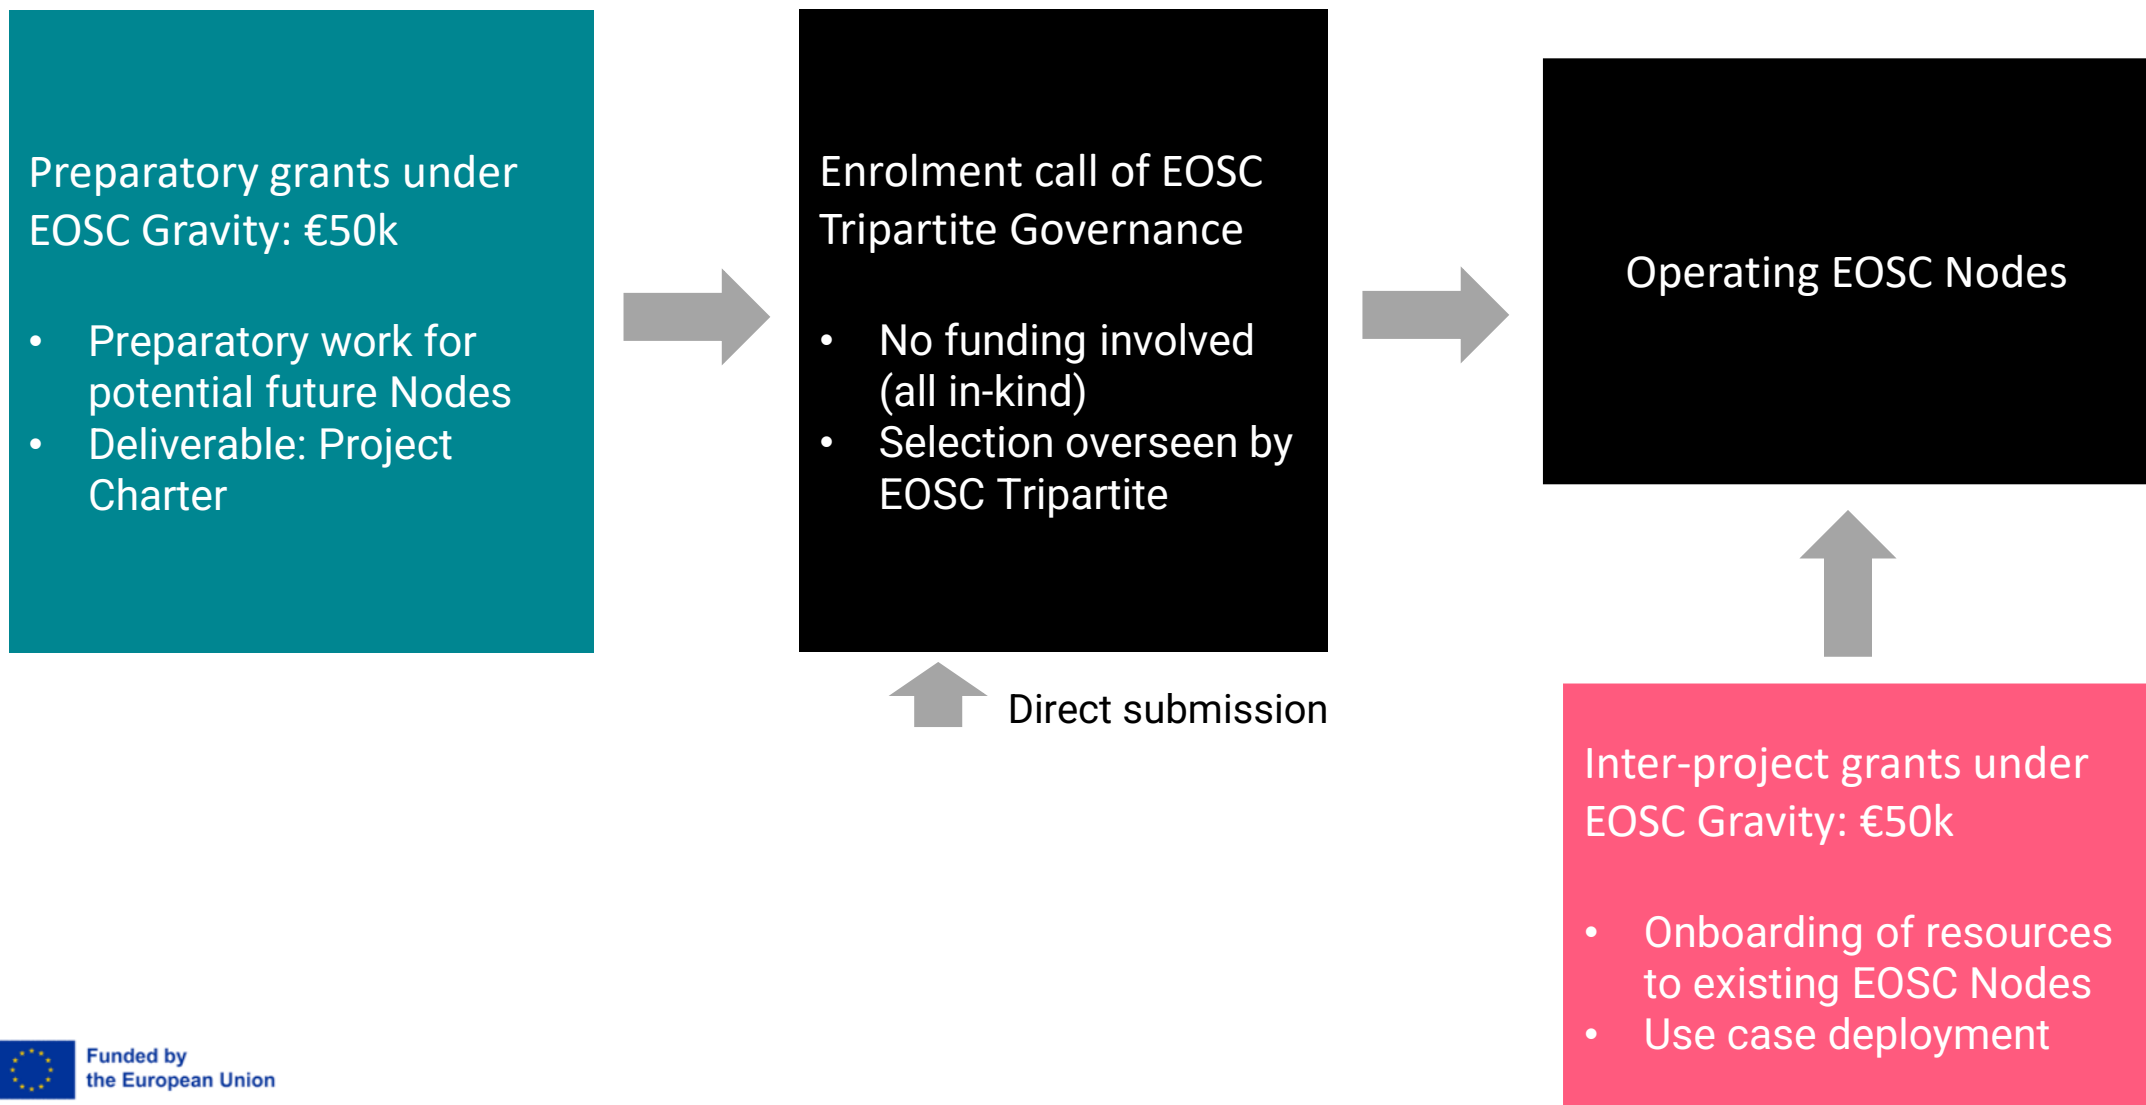 Preparatory grants under
EOSC Gravity: €50k
• Preparatory work for
potential future Nodes
• Deliverable: Project
Charter
Enrolment call of EOSC
Tripartite Governance
• No funding involved
(all in-kind)
• Selection overseen by
EOSC Tripartite
Direct submission
Operating EOSC Nodes
Inter-project grants under
EOSC Gravity: €50k
• Onboarding of resources
to existing EOSC Nodes
• Use case deployment
Funded by
the European Union